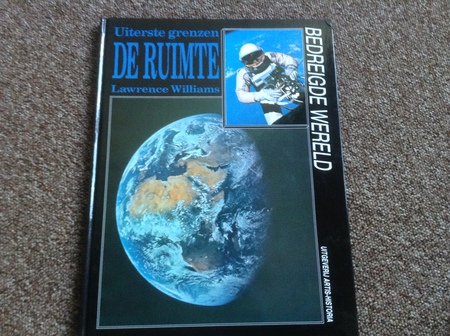 Uiterste grenzen
DE RUIMTE
Lawrence Williams
BEDREIGDE WERELD
UITGEVERIJ ARTIS-HISTORIA